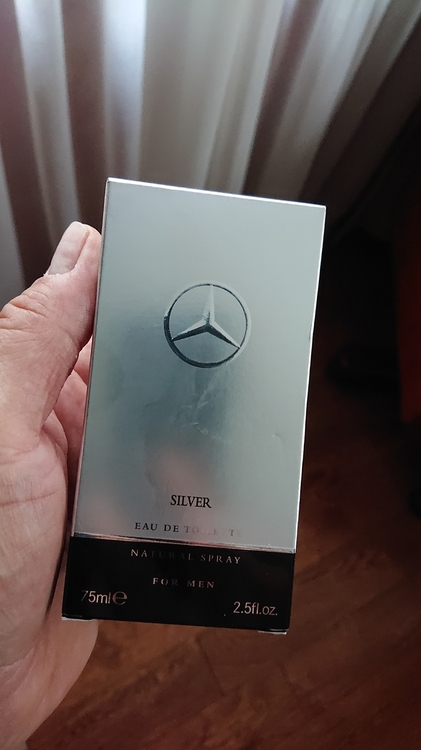 SILVER
EAU DE TOILETTE
NATURAL SPRAY
FOR MEN
75ml℮
2.5fl.oz.